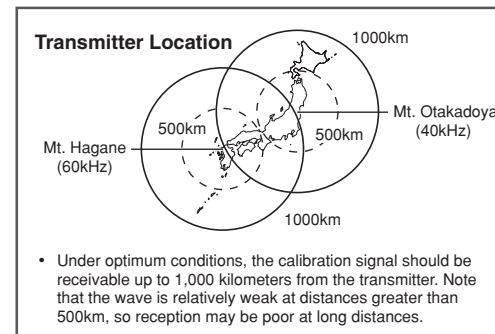 Transmitter Location
1000km
500km
Mt. Otakadoya
(40kHz)
500km
Mt. Hagane
(60kHz)
1000km
• Under optimum conditions, the calibration signal should be
receivable up to 1,000 kilometers from the transmitter. Note
that the wave is relatively weak at distances greater than
500km, so reception may be poor at long distances.